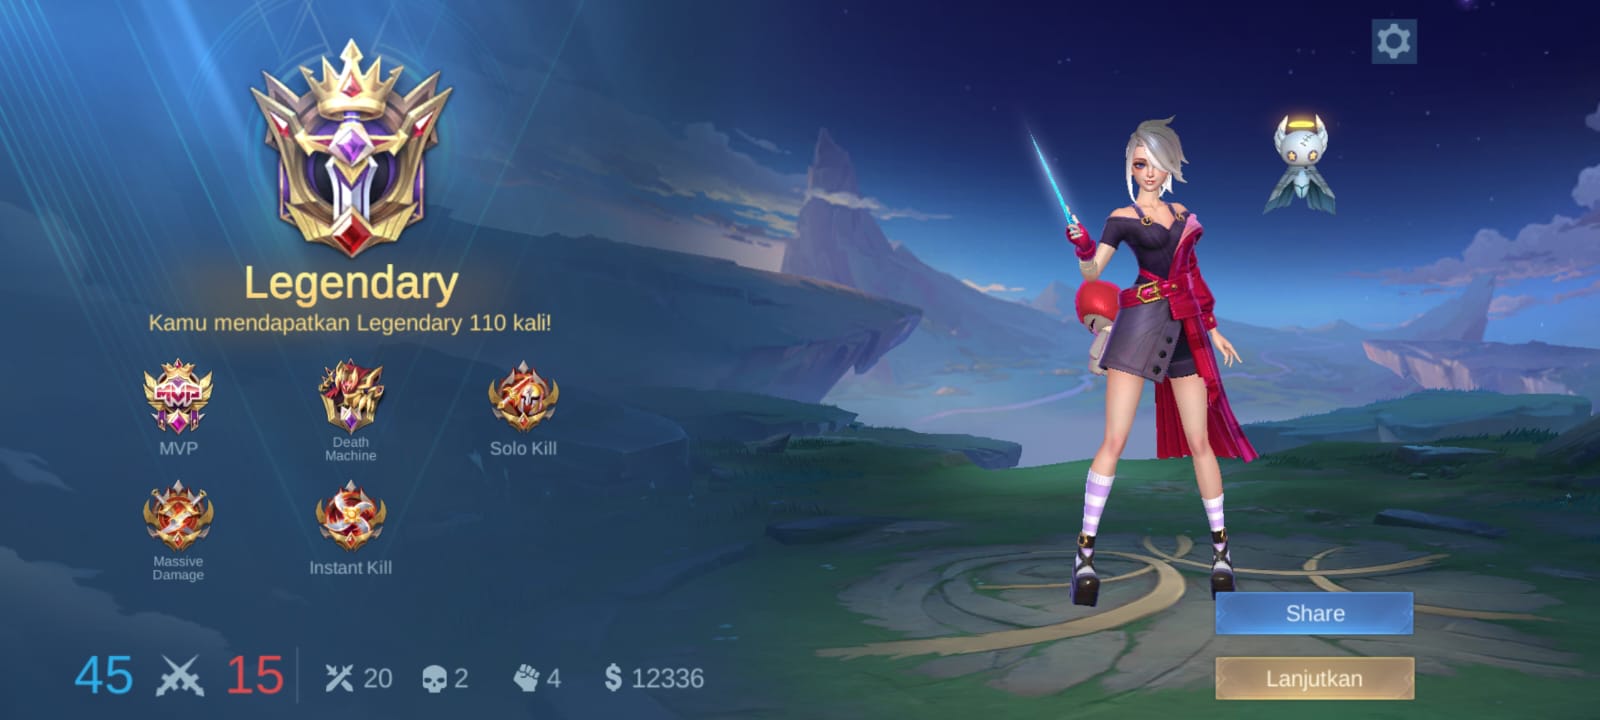 Legendary
Kamu mendapatkan Legendary 110 kali!
MVP
Death
Machine
Solo Kill
Massive
Damage
Instant Kill
45 15 20 2 4 $ 12336
Share
Lanjutkan